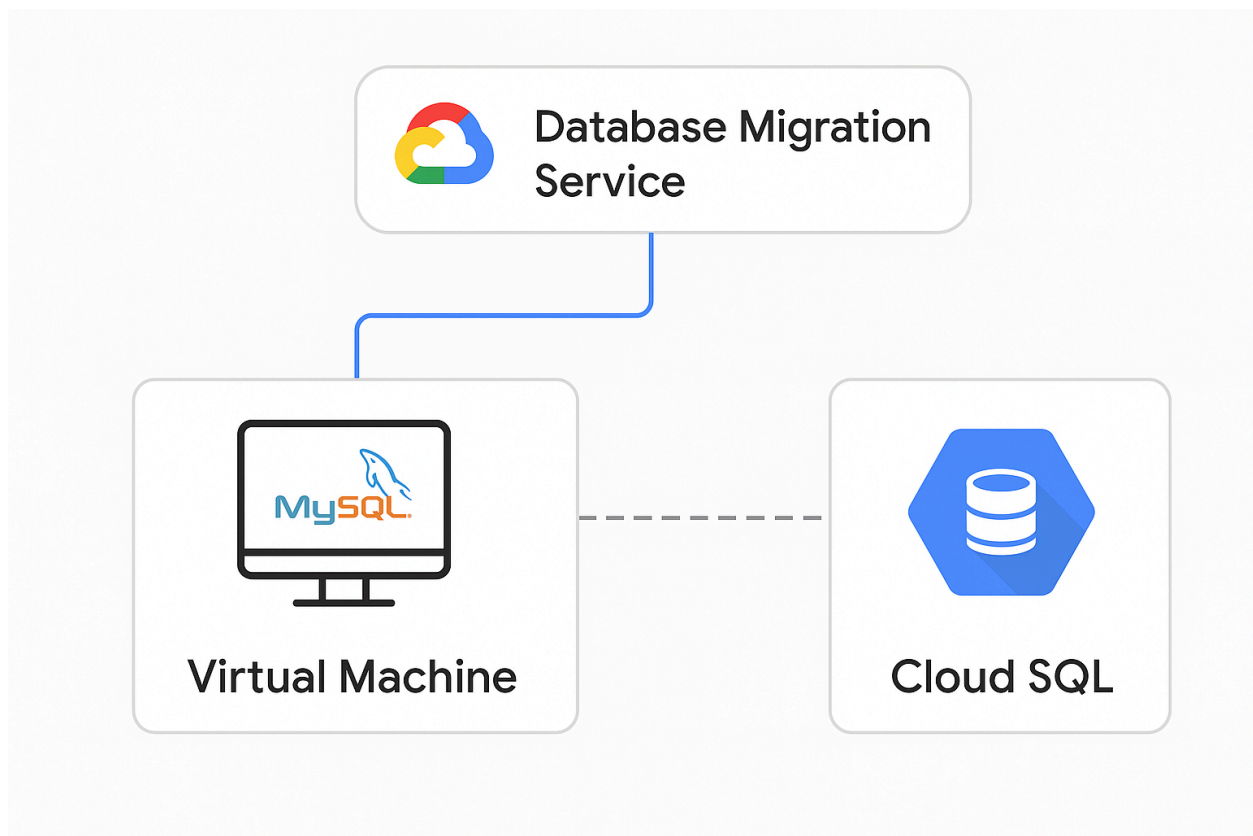 Database Migration
Service
MySQL®
Virtual Machine
Cloud SQL